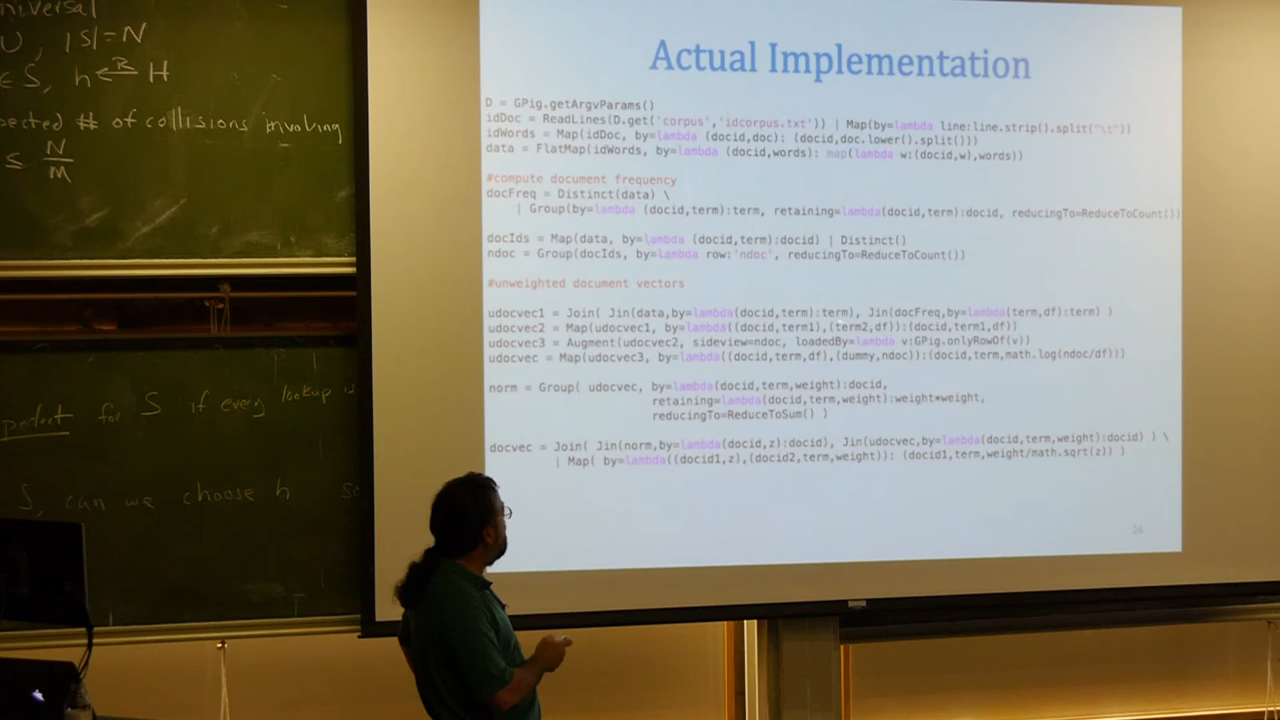 niversal
U, |S|=N
∈ S, h ←R H
pected # of collisions involving
≤ N/M
perfect for S if every lookup is
S, can we choose h
Actual Implementation
D = GPig.getArgvParams()
idDoc = ReadLines(D.get('corpus','idcorpus.txt')) | Map(by=lambda line:line.strip().split("\t"))
idWords = Map(idDoc, by=lambda (docid,doc): (docid,doc.lower().split()))
data = FlatMap(idWords, by=lambda (docid,words): map(lambda w:(docid,w),words))
#compute document frequency
docFreq = Distinct(data) \
| Group(by=lambda (docid,term):term, retaining=lambda(docid,term):docid, reducingTo=ReduceToCount())
docIds = Map(data, by=lambda (docid,term):docid) | Distinct()
ndoc = Group(docIds, by=lambda row:'ndoc', reducingTo=ReduceToCount())
#unweighted document vectors
udocvec1 = Join( Jin(data,by=lambda(docid,term):term), Jin(docFreq,by=lambda(term,df):term) )
udocvec2 = Map(udocvec1, by=lambda((docid,term1),(term2,df)):(docid,term1,df))
udocvec3 = Augment(udocvec2, sideview=ndoc, loadedBy=lambda v:GPig.onlyRowOf(v))
udocvec = Map(udocvec3, by=lambda((docid,term,df),(dummy,ndoc)):(docid,term,math.log(ndoc/df)))
norm = Group( udocvec, by=lambda(docid,term,weight):docid,
retaining=lambda(docid,term,weight):weight*weight,
reducingTo=ReduceToSum() )
docvec = Join( Jin(norm,by=lambda(docid,z):docid), Jin(udocvec,by=lambda(docid,term,weight):docid) ) \
| Map( by=lambda((docid1,z),(docid2,term,weight)): (docid1,term,weight/math.sqrt(z)) )
26